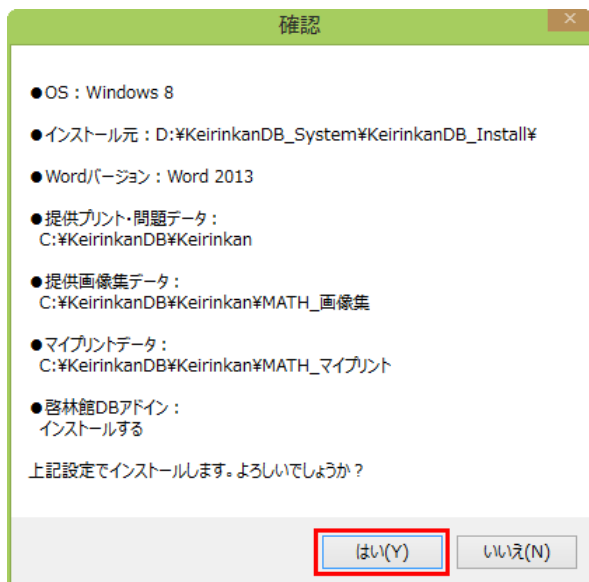 確認
●OS：Windows 8
●インストール元：D:¥KeirinkanDB_System¥KeirinkanDB_Install¥
●Wordバージョン：Word 2013
●提供プリント・問題データ：
C:¥KeirinkanDB¥Keirinkan
●提供画像集データ：
C:¥KeirinkanDB¥Keirinkan¥MATH_画像集
●マイプリントデータ：
C:¥KeirinkanDB¥Keirinkan¥MATH_マイプリント
●啓林館DBアドイン：
インストールする
上記設定でインストールします。よろしいでしょうか？
はい(Y) いいえ(N)